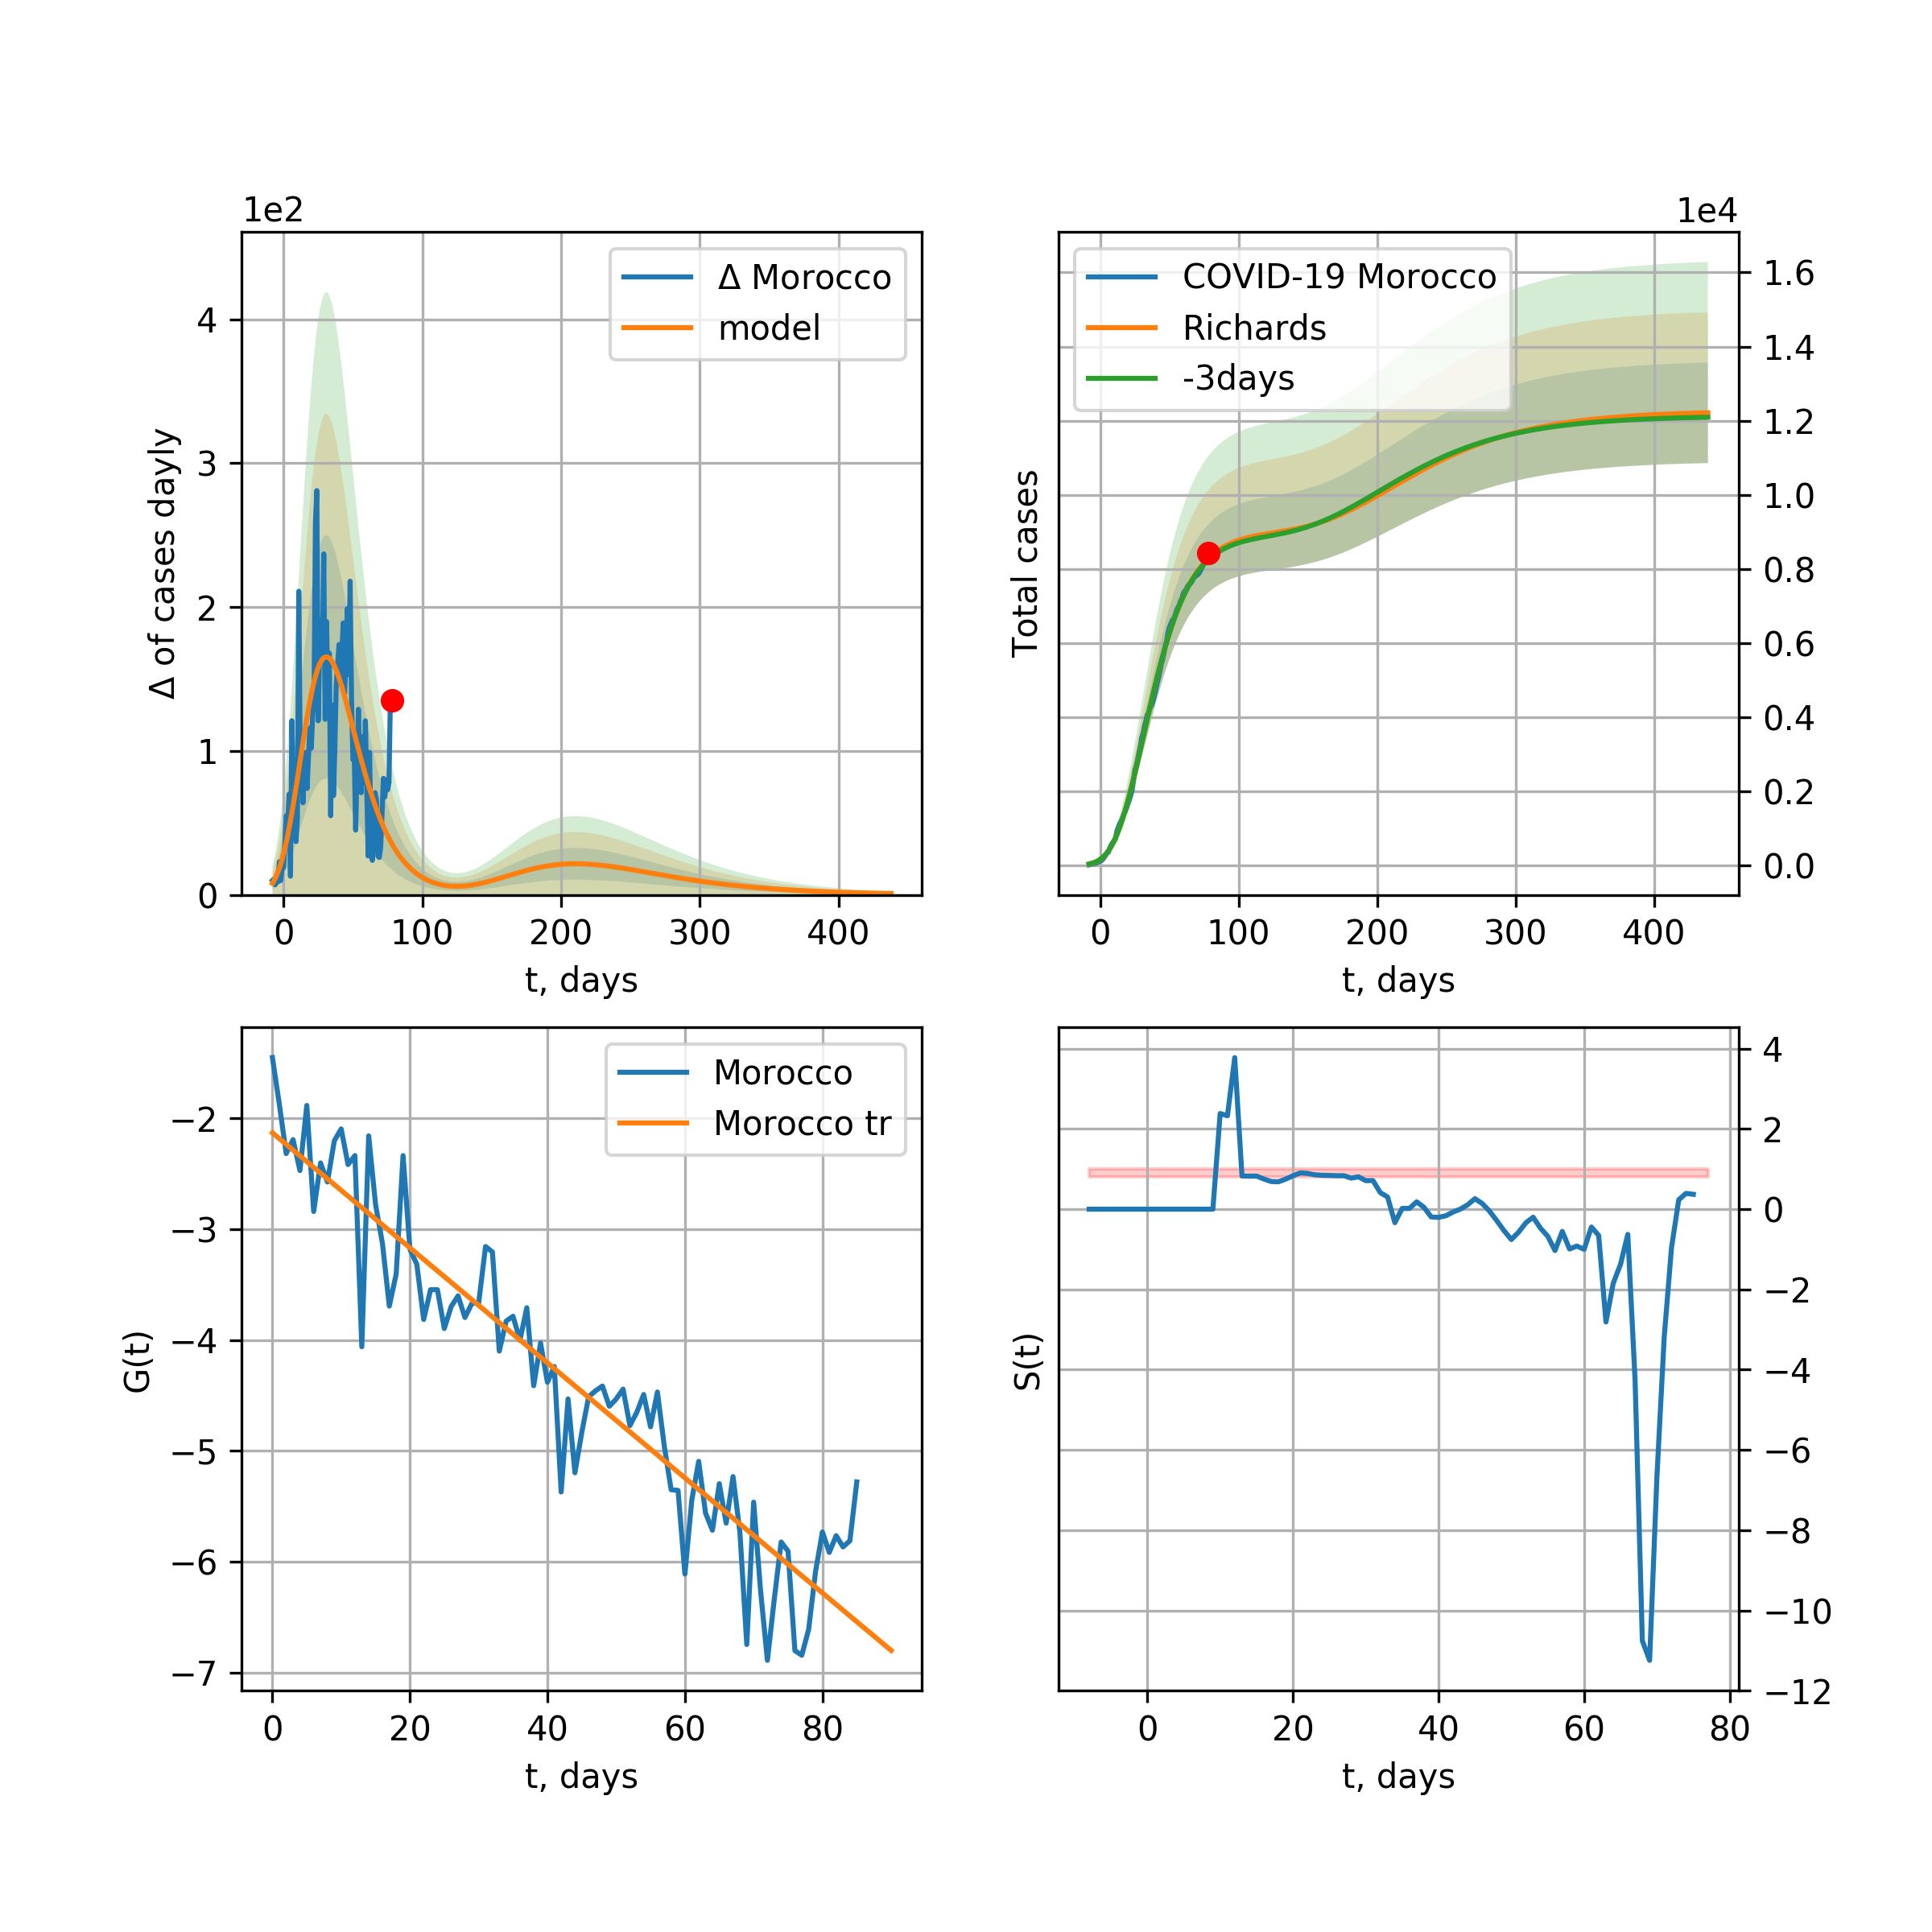 1e2
Δ Morocco
model
4
3
2
1
0
Δ of cases dayly
0 100 200 300 400
t, days
1e4
COVID-19 Morocco
Richards
-3days
1.6
1.4
1.2
1.0
0.8
0.6
0.4
0.2
0.0
Total cases
0 100 200 300 400
t, days
Morocco
Morocco tr
−2
−3
−4
−5
−6
−7
G(t)
0 20 40 60 80
t, days
4
2
0
−2
−4
−6
−8
−10
−12
S(t)
0 20 40 60 80
t, days